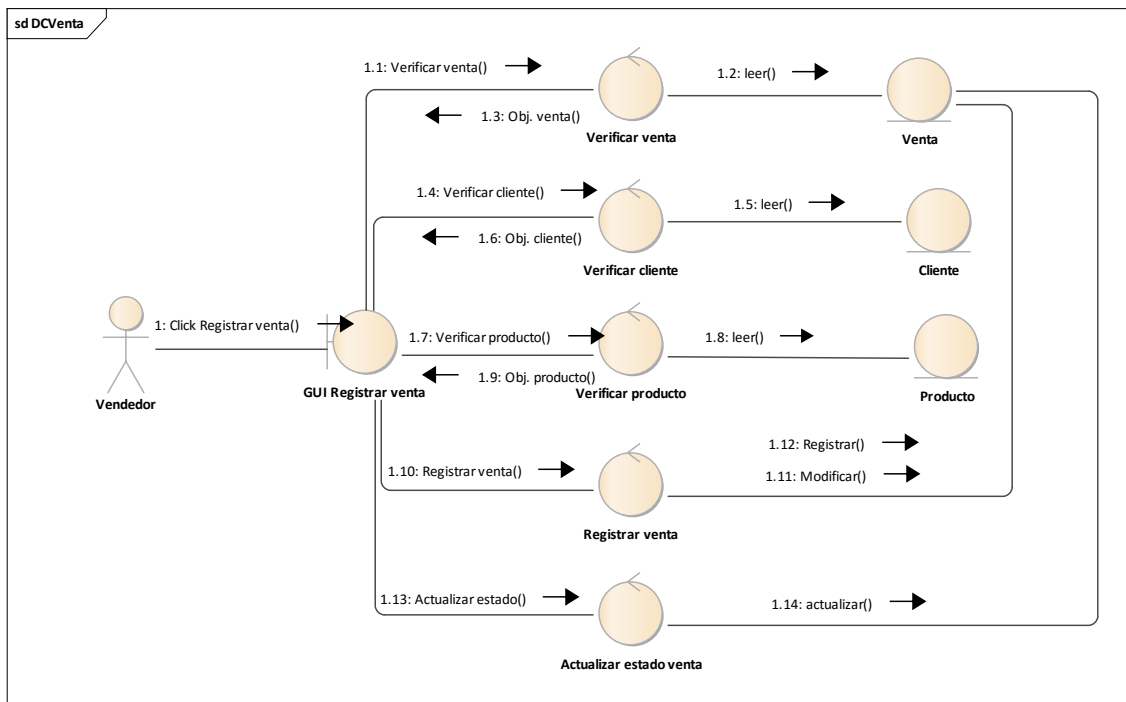 sd DCVenta
1.1: Verificar venta()
1.2: leer()
1.3: Obj. venta()
Verificar venta
Venta
1.4: Verificar cliente()
1.5: leer()
1.6: Obj. cliente()
Verificar cliente
Cliente
1: Click Registrar venta()
1.7: Verificar producto()
1.8: leer()
1.9: Obj. producto()
Vendedor
GUI Registrar venta
Verificar producto
Producto
1.12: Registrar()
1.10: Registrar venta()
1.11: Modificar()
Registrar venta
1.13: Actualizar estado()
1.14: actualizar()
Actualizar estado venta